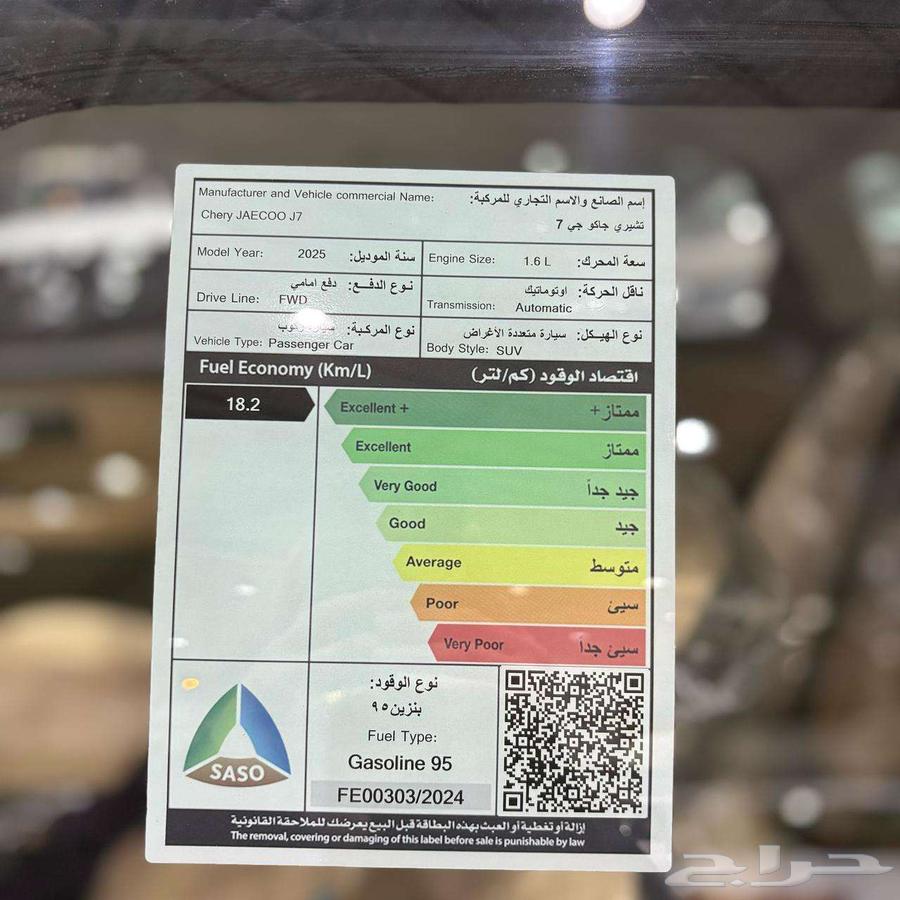 Manufacturer and Vehicle commercial Name: إسم الصانع والاسم التجاري للمركبة:
Chery JAECOO J7 تشيري جاكو جي 7
Model Year: 2025 سنة الموديل:
Engine Size: 1.6 L سعة المحرك:
نوع الدفع: دفع امامي
Drive Line: FWD
ناقل الحركة: اوتوماتيك
Transmission: Automatic
نوع المركبة:
Vehicle Type: Passenger Car
نوع الهيكل: سيارة متعددة الأغراض
Body Style: SUV
Fuel Economy (Km/L) اقتصاد الوقود (كم/لتر)
18.2
Excellent + ممتاز+
Excellent ممتاز
Very Good جيد جداً
Good جيد
Average متوسط
Poor سيئ
Very Poor سيئ جداً
SASO
نوع الوقود:
بنزين ٩٥
Fuel Type:
Gasoline 95
FE00303/2024
إزالة أو تغطية أو العبث بهذه البطاقة قبل البيع يعرضك للملاحقة القانونية
The removal, covering or damaging of this label before sale is punishable by law
حراج